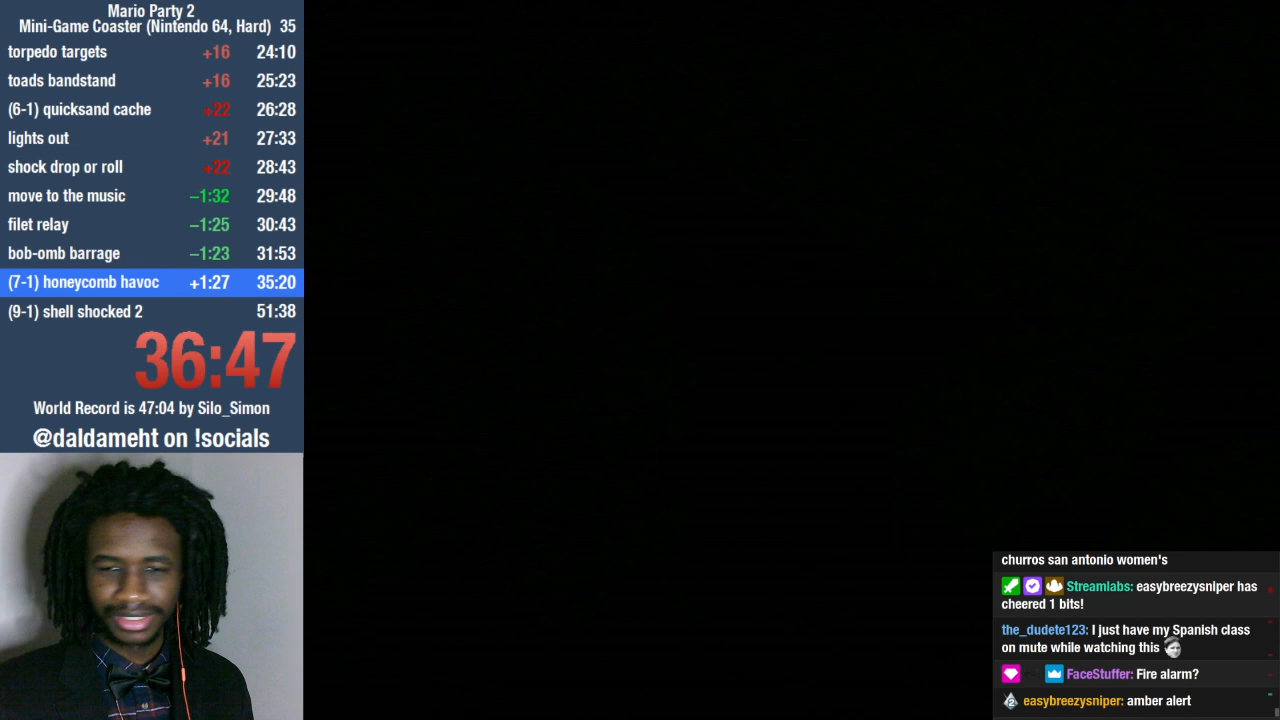 Mario Party 2
Mini-Game Coaster (Nintendo 64, Hard) 35
torpedo targets +16 24:10
toads bandstand +16 25:23
(6-1) quicksand cache +22 26:28
lights out +21 27:33
shock drop or roll +22 28:43
move to the music −1:32 29:48
filet relay −1:25 30:43
bob-omb barrage −1:23 31:53
(7-1) honeycomb havoc +1:27 35:20
(9-1) shell shocked 2 51:38
36:47
World Record is 47:04 by Silo_Simon
@daldameht on !socials
churros san antonio women's
Streamlabs: easybreezysniper has
cheered 1 bits!
the_dudete123: I just have my Spanish class
on mute while watching this
FaceStuffer: Fire alarm?
easybreezysniper: amber alert